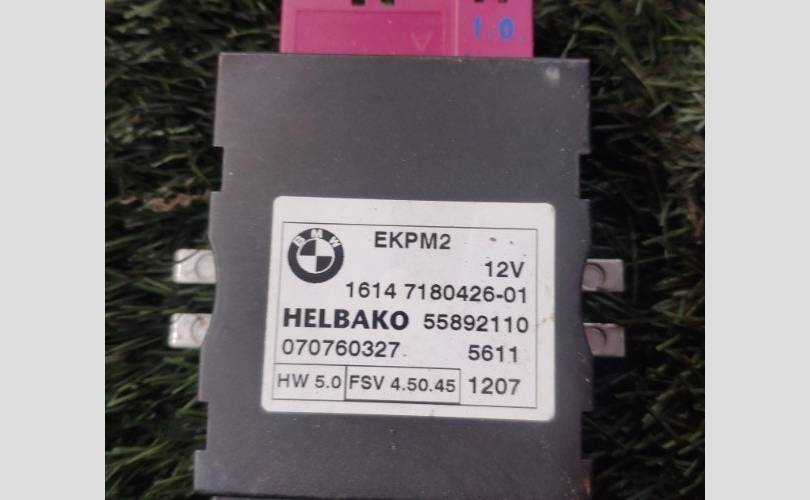 I O
BMW
EKPM2
12V
1614 7180426-01
HELBAKO 55892110
070760327 5611
HW 5.0 FSV 4.50.45 1207